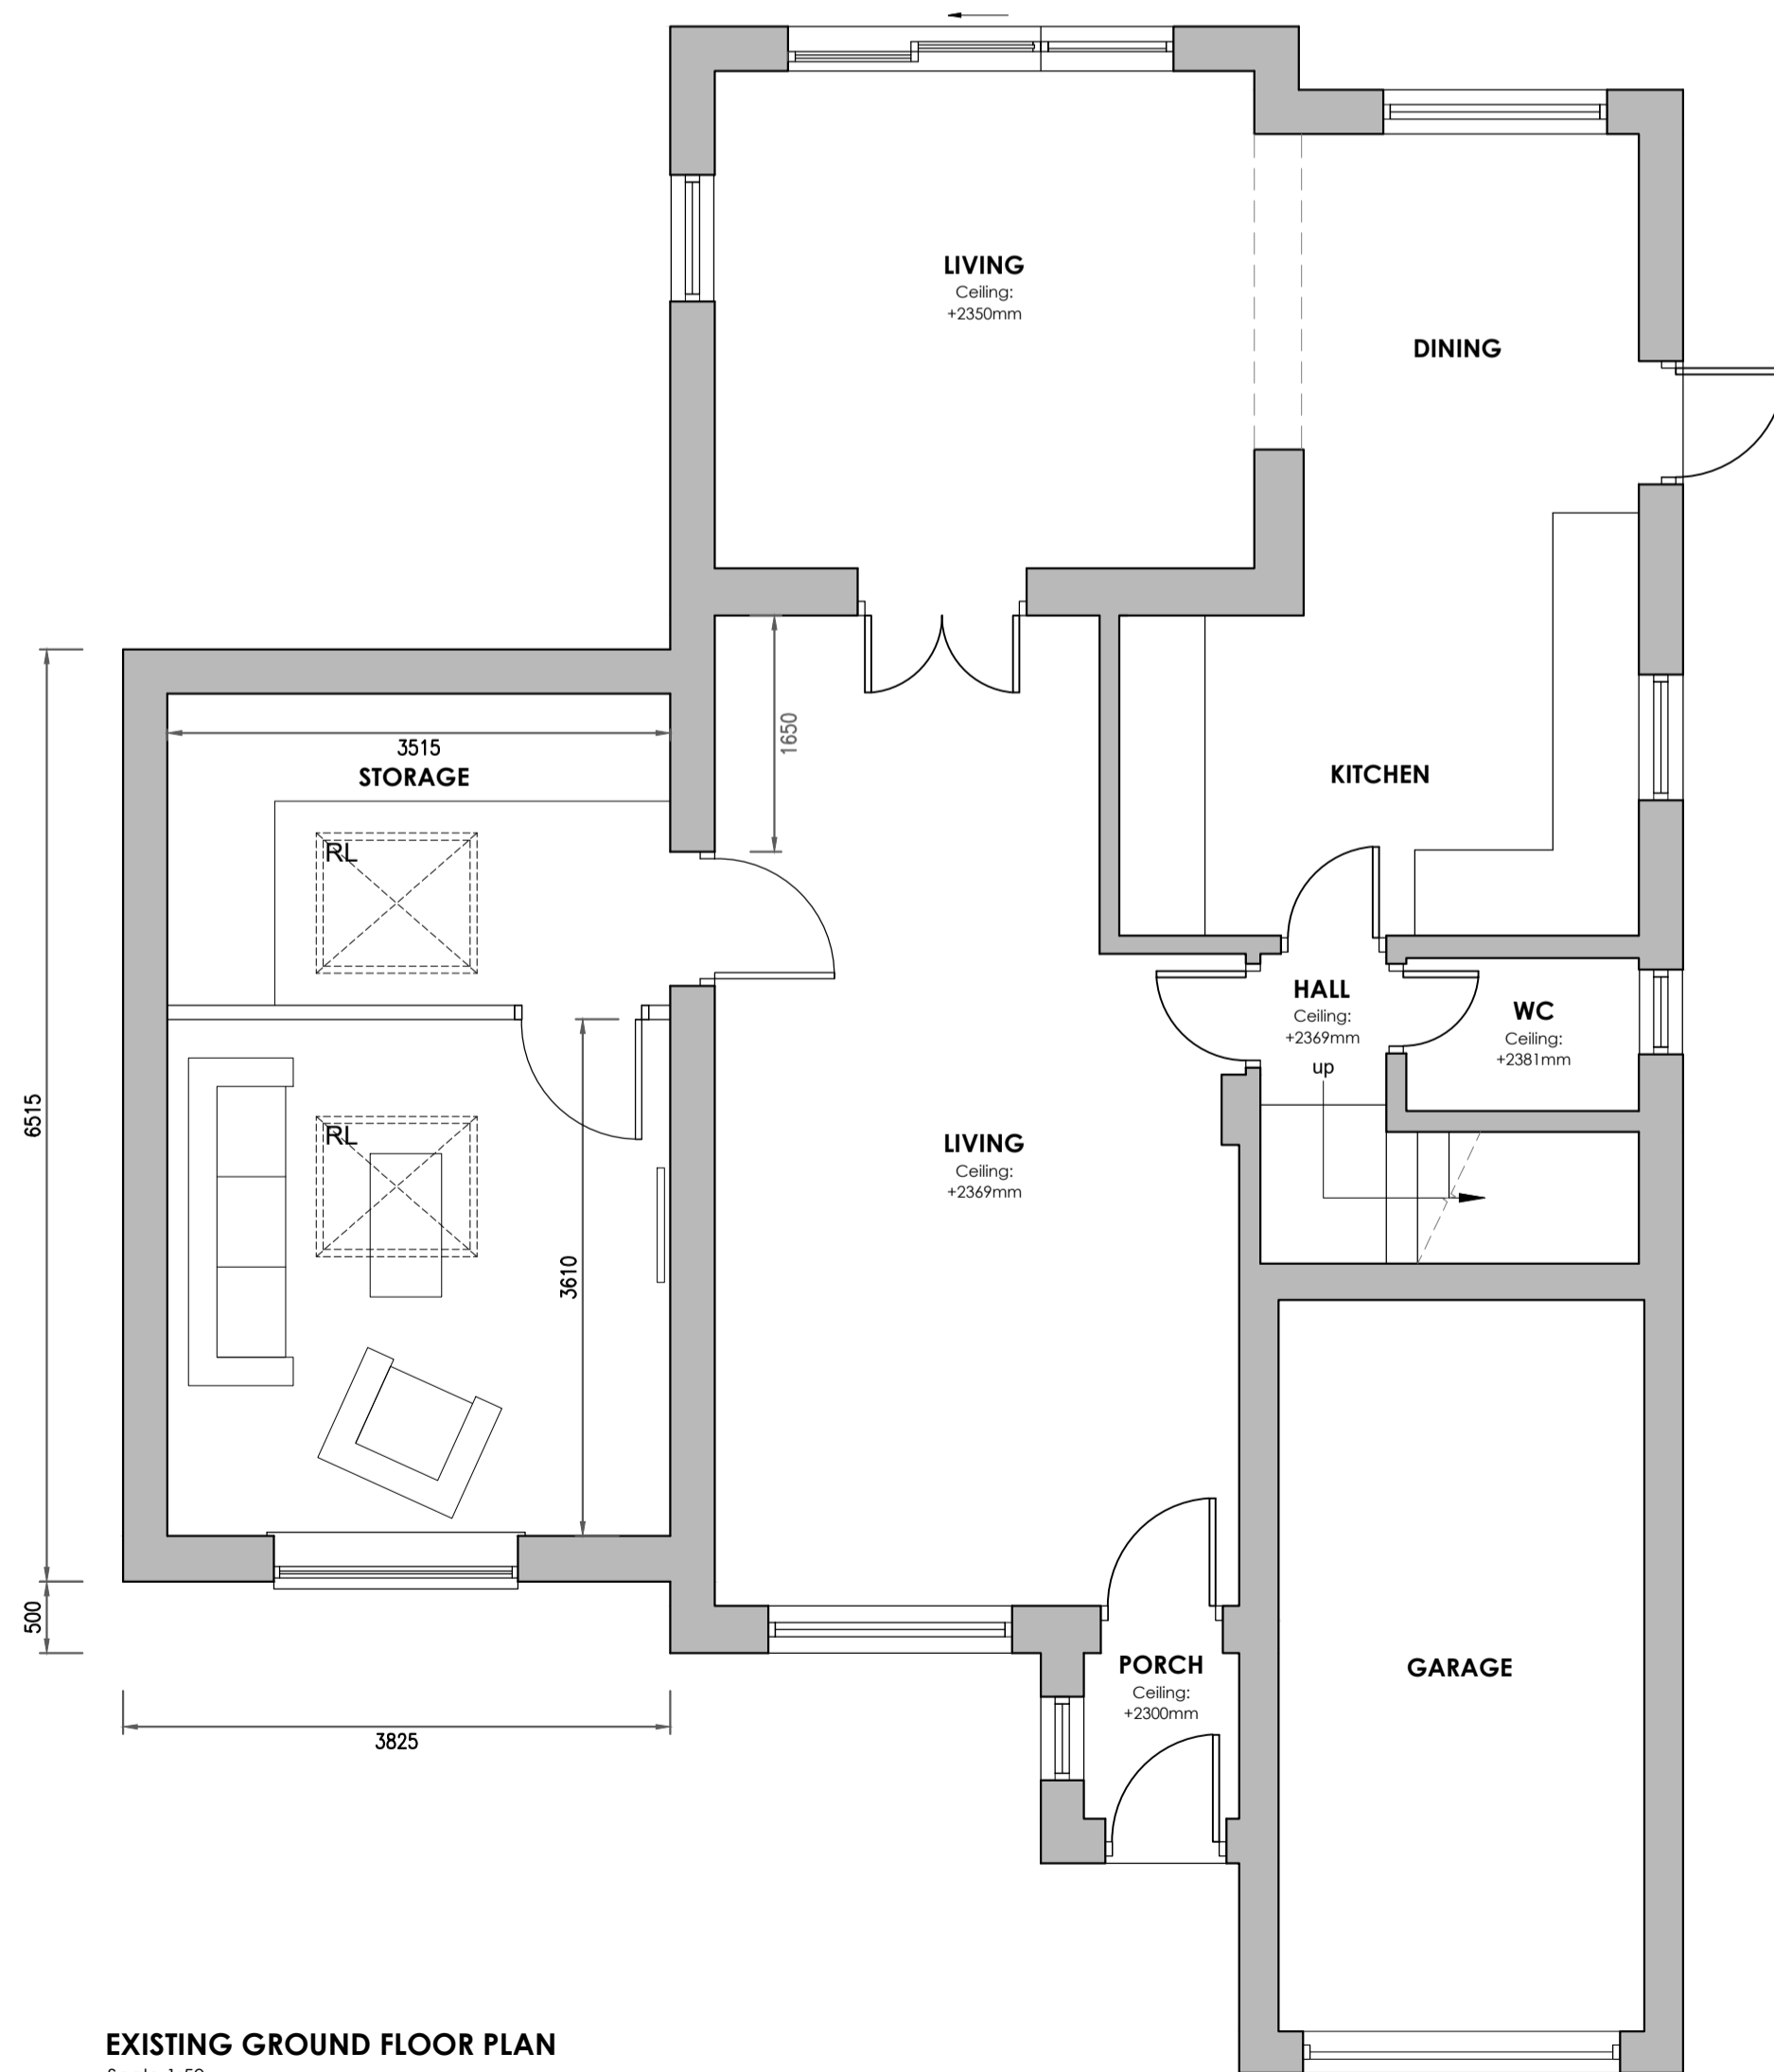 LIVING
Ceiling:
+2350mm
DINING
1650
3515
STORAGE
KITCHEN
RL
HALL
Ceiling:
+2369mm
up
WC
Ceiling:
+2381mm
6515
RL
LIVING
Ceiling:
+2369mm
3610
500
PORCH
Ceiling:
+2300mm
GARAGE
3825
EXISTING GROUND FLOOR PLAN